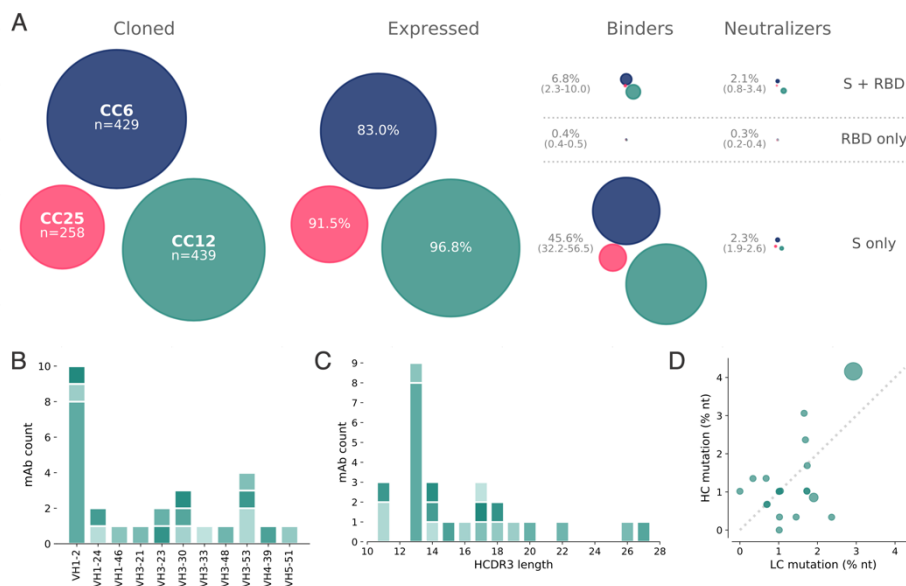 A
Cloned
Expressed
Binders
Neutralizers
CC6
n=429
CC25
n=258
CC12
n=439
83.0%
91.5%
96.8%
6.8%
(2.3-10.0)
2.1%
(0.8-3.4)
S + RBD
0.4%
(0.4-0.5)
0.3%
(0.2-0.4)
RBD only
45.6%
(32.2-56.5)
2.3%
(1.9-2.6)
S only
B
mAb count
10
8
6
4
2
0
VH1-2
VH1-24
VH1-46
VH3-21
VH3-23
VH3-30
VH3-33
VH3-48
VH3-53
VH4-39
VH5-51
C
mAb count
9
8
7
6
5
4
3
2
1
0
10 12 14 16 18 20 22 24 26 28
HCDR3 length
D
HC mutation (% nt)
4
3
2
1
0
0 1 2 3 4
LC mutation (% nt)